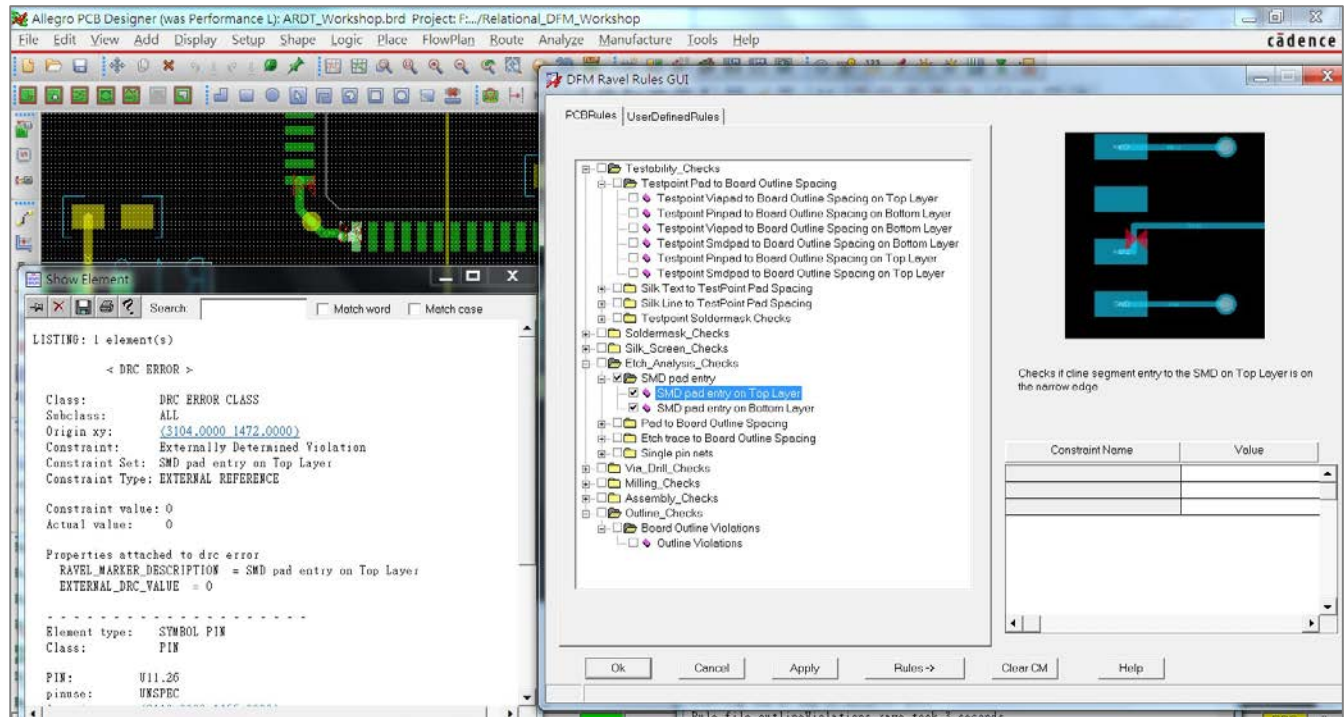 Allegro PCB Designer (was Performance L): ARDT_Workshop.brd Project: F:.../Relational_DFM_Workshop
File Edit View Add Display Setup Shape Logic Place FlowPlan Route Analyze Manufacture Tools Help
cādence
DFM Ravel Rules GUI
PCBRules UserDefinedRules
Testability_Checks
Testpoint Pad to Board Outline Spacing
Testpoint Viapad to Board Outline Spacing on Top Layer
Testpoint Pinpad to Board Outline Spacing on Bottom Layer
Testpoint Viapad to Board Outline Spacing on Bottom Layer
Testpoint Smdpad to Board Outline Spacing on Bottom Layer
Testpoint Pinpad to Board Outline Spacing on Top Layer
Testpoint Smdpad to Board Outline Spacing on Top Layer
Silk Text to TestPoint Pad Spacing
Silk Line to TestPoint Pad Spacing
Testpoint Soldermask Checks
Soldermask_Checks
Silk_Screen_Checks
Etch_Analysis_Checks
SMD pad entry
SMD pad entry on Top Layer
SMD pad entry on Bottom Layer
Pad to Board Outline Spacing
Etch trace to Board Outline Spacing
Single pin nets
Via_Drill_Checks
Milling_Checks
Assembly_Checks
Outline_Checks
Board Outline Violations
Outline Violations
Checks if cline segment entry to the SMD on Top Layer is on
the narrow edge
Constraint Name Value
Ok Cancel Apply Rules -> Clear CM Help
Show Element
Search: Match word Match case
LISTING: 1 element(s)
< DRC ERROR >
Class: DRC ERROR CLASS
Subclass: ALL
Origin xy: (3104.0000 1472.0000)
Constraint: Externally Determined Violation
Constraint Set: SMD pad entry on Top Layer
Constraint Type: EXTERNAL REFERENCE
Constraint value: 0
Actual value: 0
Properties attached to drc error
RAVEL_MARKER_DESCRIPTION = SMD pad entry on Top Layer
EXTERNAL_DRC_VALUE = 0
- - - - - - - - - - - - - - - - - - - -
Element type: SYMBOL PIN
Class: PIN
PIN: U11.26
pinuse: UNSPEC